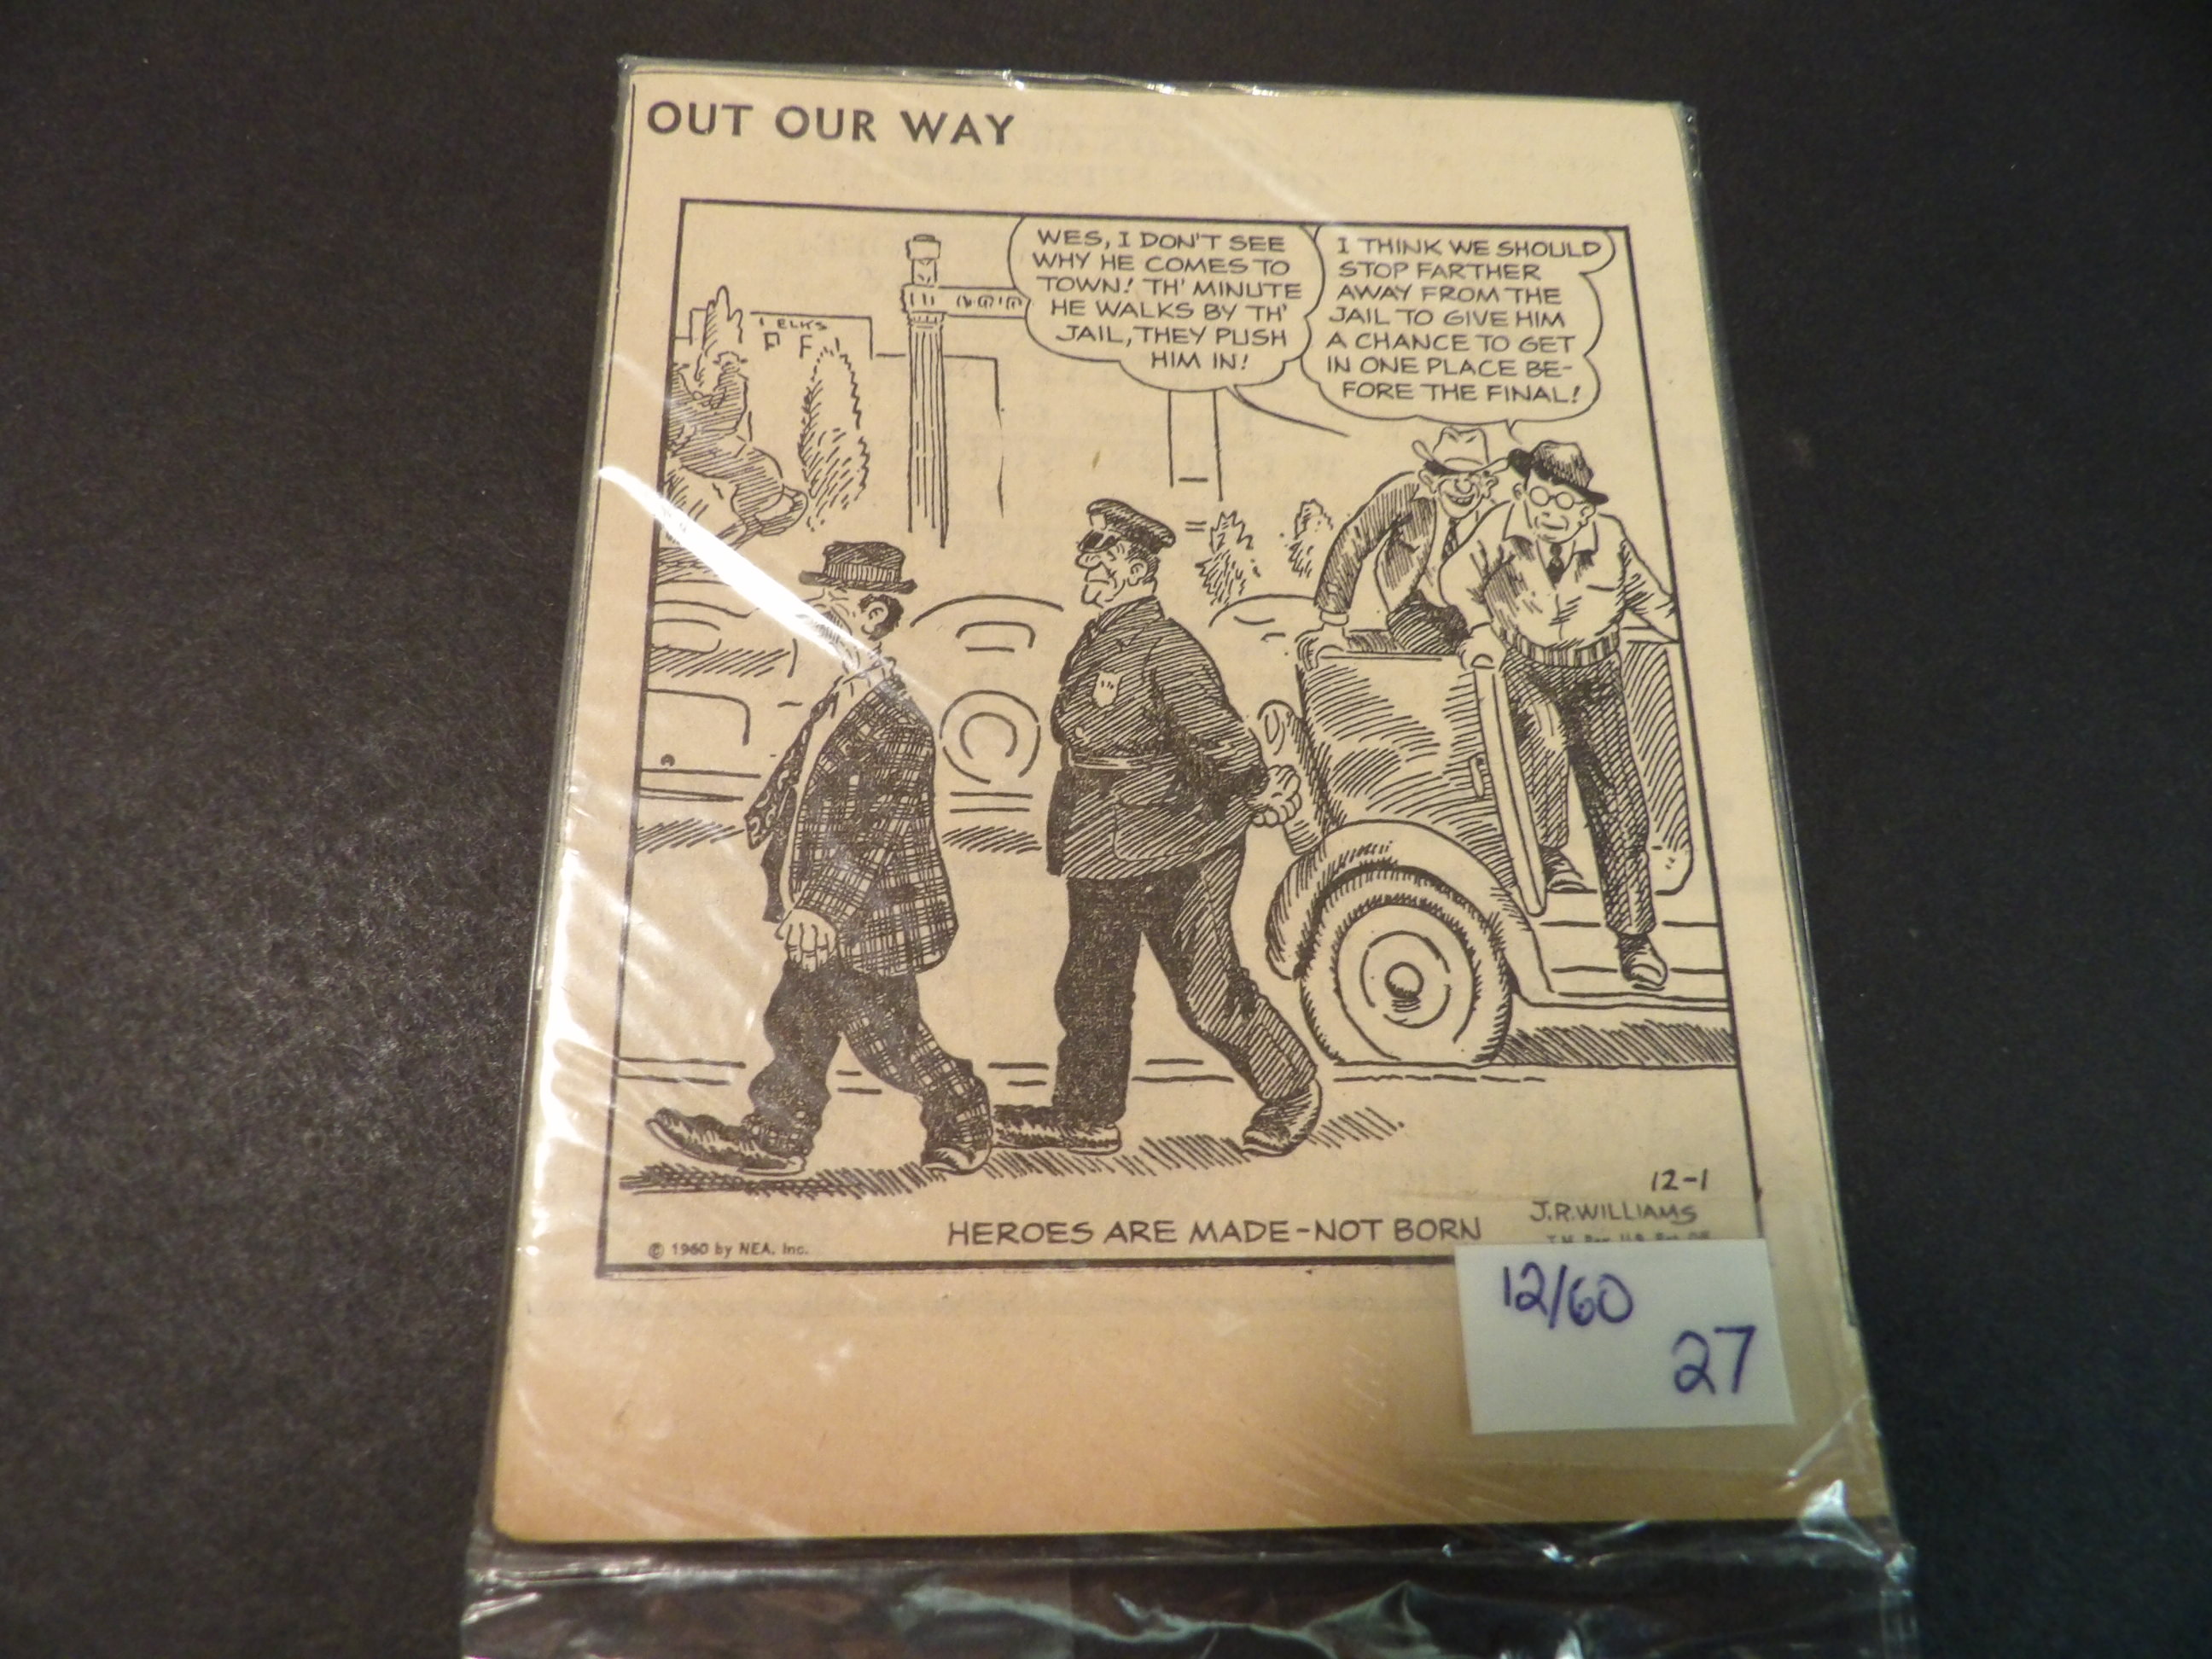 OUT OUR WAY
WES, I DON'T SEE
WHY HE COMES TO
TOWN! TH' MINUTE
HE WALKS BY TH'
JAIL, THEY PUSH
HIM IN!
I THINK WE SHOULD
STOP FARTHER
AWAY FROM THE
JAIL TO GIVE HIM
A CHANCE TO GET
IN ONE PLACE BE-
FORE THE FINAL!
ELKS
12-1
J.R.WILLIAMS
HEROES ARE MADE-NOT BORN
© 1960 by NEA, Inc.
12/60
27